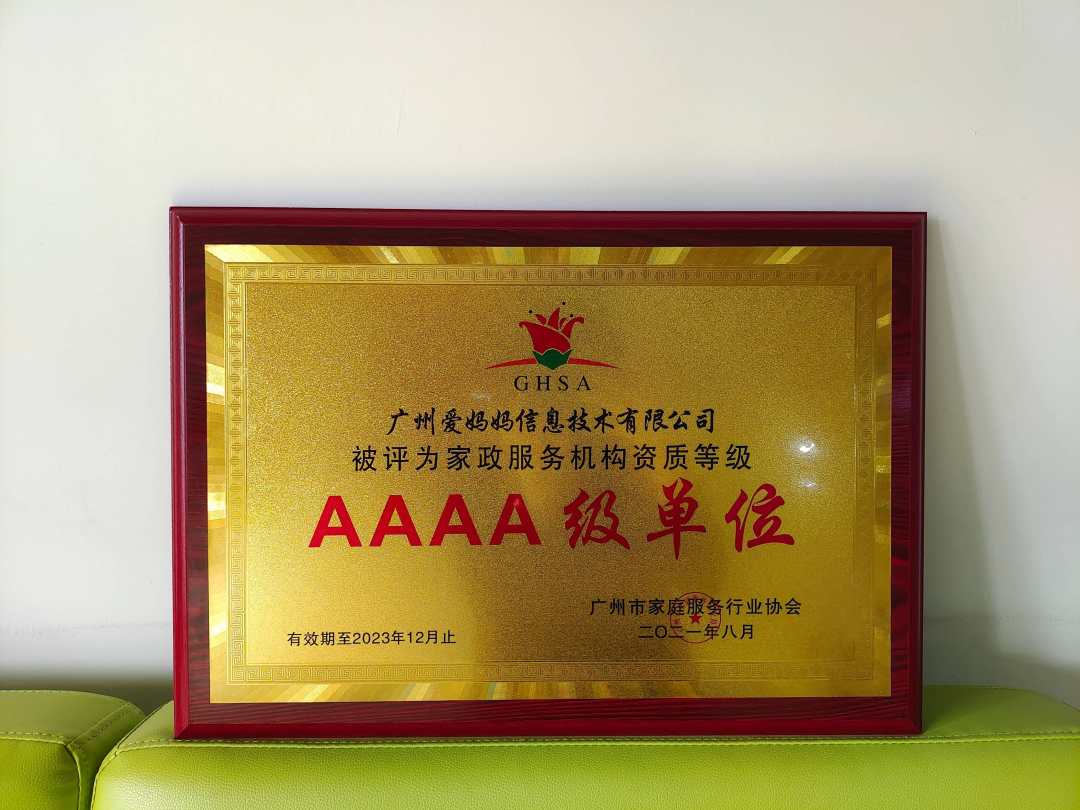 GHSA
广州爱妈妈信息技术有限公司
被评为家政服务机构资质等级
AAAA级单位
广州市家庭服务行业协会
二〇二一年八月
有效期至2023年12月止